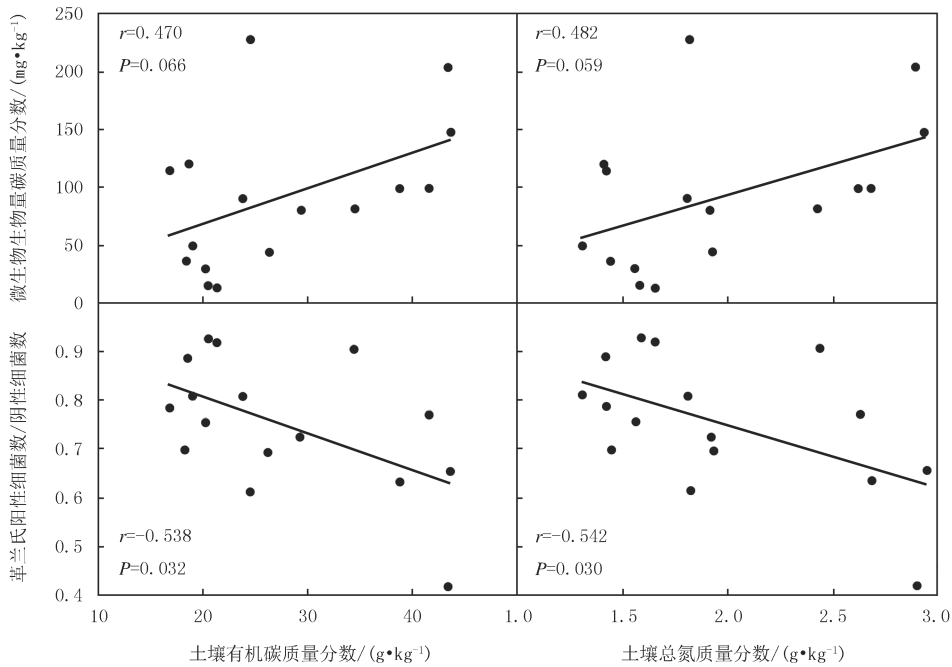 微生物生物量碳质量分数/(mg•kg⁻¹)
250
200
150
100
50
0
r=0.470
P=0.066
r=0.482
P=0.059
革兰氏阳性细菌数/阴性细菌数
0.9
0.8
0.7
0.6
0.5
0.4
r=-0.538
P=0.032
r=-0.542
P=0.030
10 20 30 40 1.0 1.5 2.0 2.5 3.0
土壤有机碳质量分数/(g•kg⁻¹) 土壤总氮质量分数/(g•kg⁻¹)